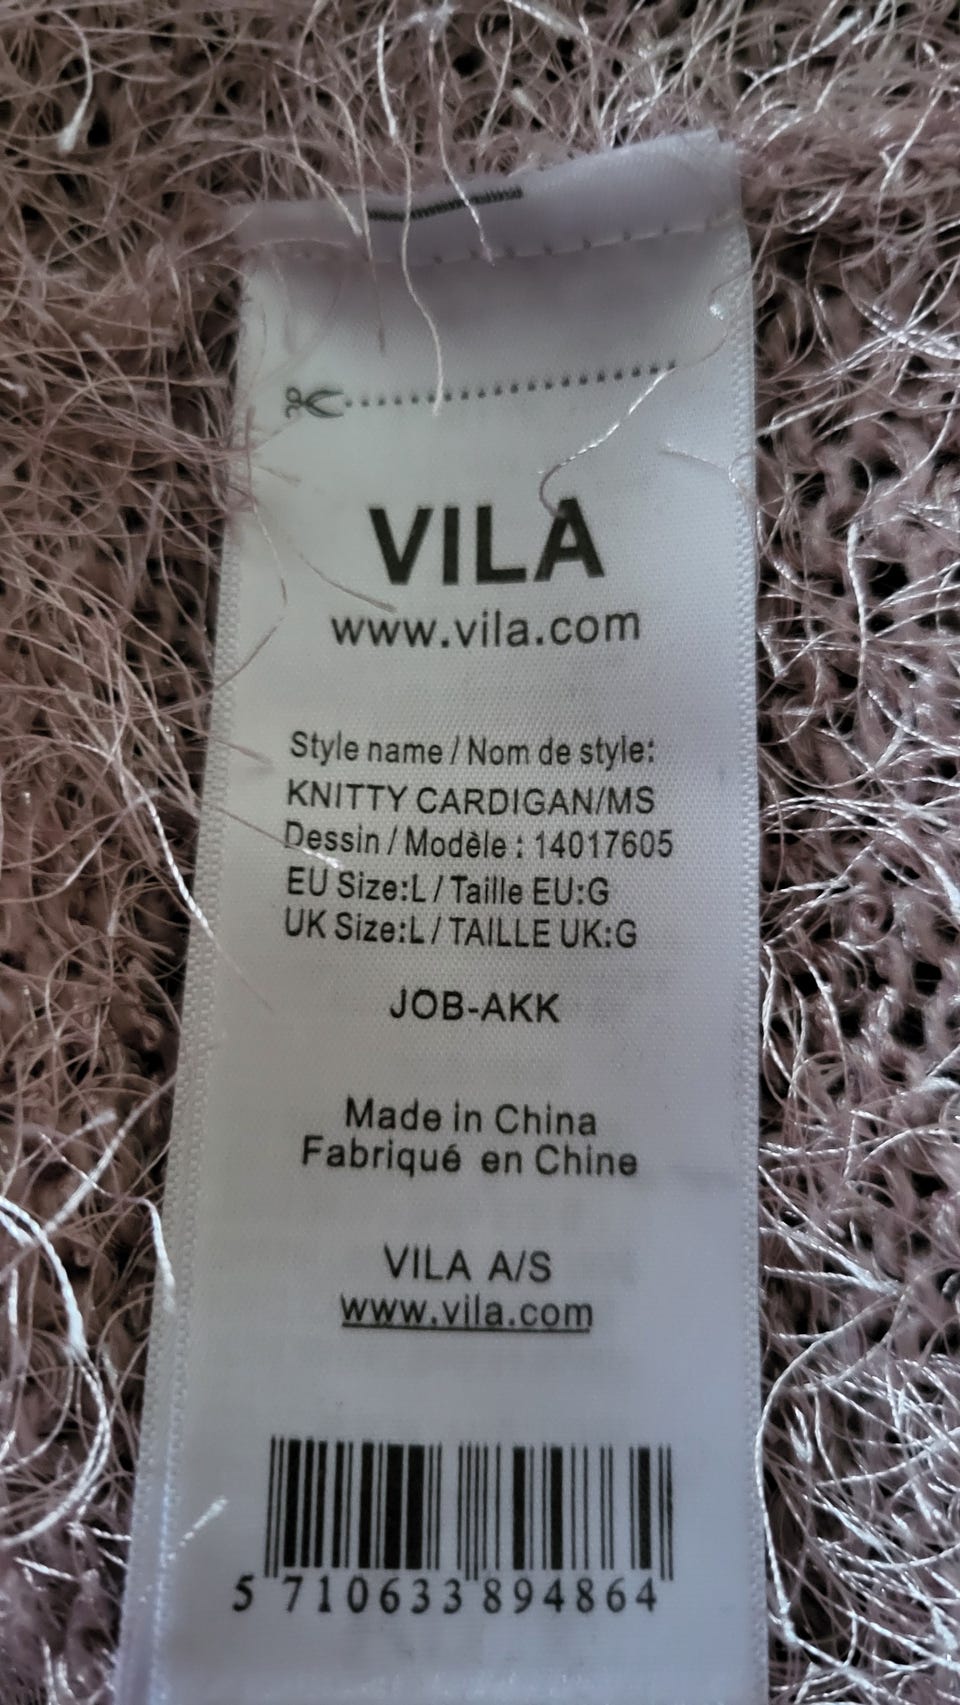 VILA
www.vila.com
Style name / Nom de style:
KNITTY CARDIGAN/MS
Dessin / Modèle : 14017605
EU Size:L / Taille EU:G
UK Size:L / TAILLE UK:G
JOB-AKK
Made in China
Fabriqué en Chine
VILA A/S
www.vila.com
5 710633 894864